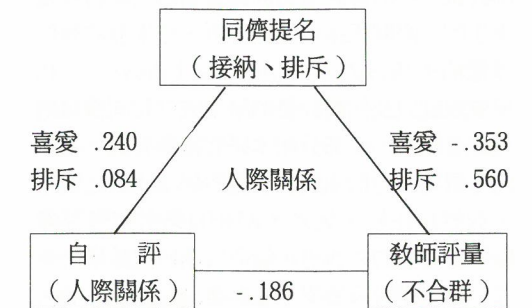 同儕提名
（接納、排斥）
喜愛 .240
喜愛 -.353
排斥 .084
人際關係
排斥 .560
自 評
（人際關係）
-.186
教師評量
（不合群）